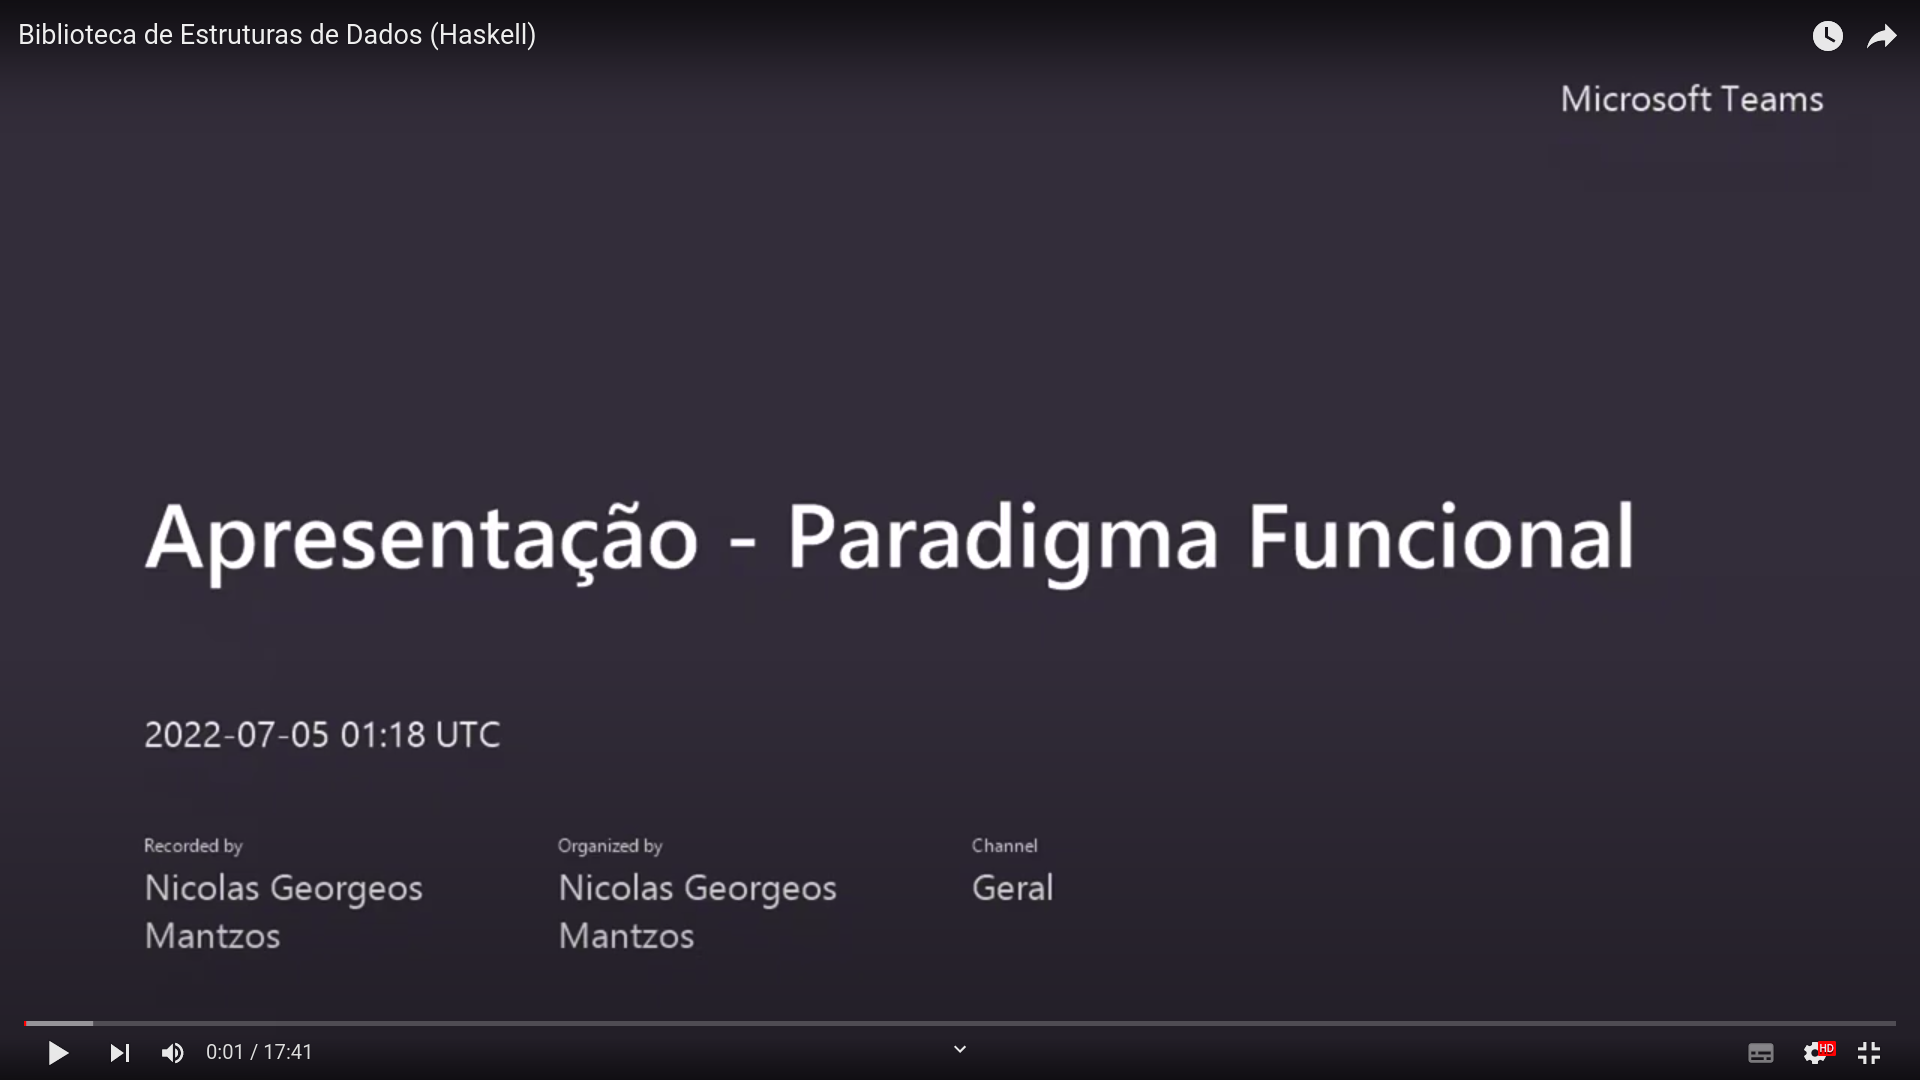 Biblioteca de Estruturas de Dados (Haskell)
Microsoft Teams
Apresentação - Paradigma Funcional
2022-07-05 01:18 UTC
Recorded by
Nicolas Georgeos
Mantzos
Organized by
Nicolas Georgeos
Mantzos
Channel
Geral
0:01 / 17:41
HD